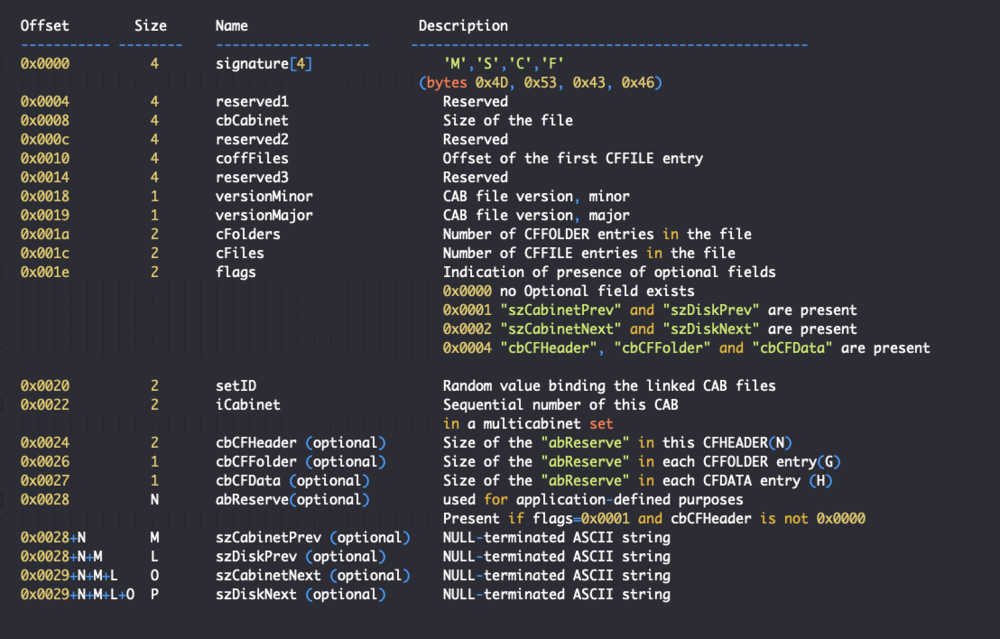 Offset Size Name Description
----------- -------- ------------------- -------------------------------------------------
0x0000 4 signature[4] 'M','S','C','F'
(bytes 0x4D, 0x53, 0x43, 0x46)
0x0004 4 reserved1 Reserved
0x0008 4 cbCabinet Size of the file
0x000c 4 reserved2 Reserved
0x0010 4 coffFiles Offset of the first CFFILE entry
0x0014 4 reserved3 Reserved
0x0018 1 versionMinor CAB file version, minor
0x0019 1 versionMajor CAB file version, major
0x001a 2 cFolders Number of CFFOLDER entries in the file
0x001c 2 cFiles Number of CFFILE entries in the file
0x001e 2 flags Indication of presence of optional fields
0x0000 no Optional field exists
0x0001 "szCabinetPrev" and "szDiskPrev" are present
0x0002 "szCabinetNext" and "szDiskNext" are present
0x0004 "cbCFHeader", "cbCFFolder" and "cbCFData" are present
0x0020 2 setID Random value binding the linked CAB files
0x0022 2 iCabinet Sequential number of this CAB
in a multicabinet set
0x0024 2 cbCFHeader (optional) Size of the "abReserve" in this CFHEADER(N)
0x0026 1 cbCFFolder (optional) Size of the "abReserve" in each CFFOLDER entry(G)
0x0027 1 cbCFData (optional) Size of the "abReserve" in each CFDATA entry (H)
0x0028 N abReserve(optional) used for application-defined purposes
Present if flags=0x0001 and cbCFHeader is not 0x0000
0x0028+N M szCabinetPrev (optional) NULL-terminated ASCII string
0x0028+N+M L szDiskPrev (optional) NULL-terminated ASCII string
0x0029+N+M+L O szCabinetNext (optional) NULL-terminated ASCII string
0x0029+N+M+L+O P szDiskNext (optional) NULL-terminated ASCII string